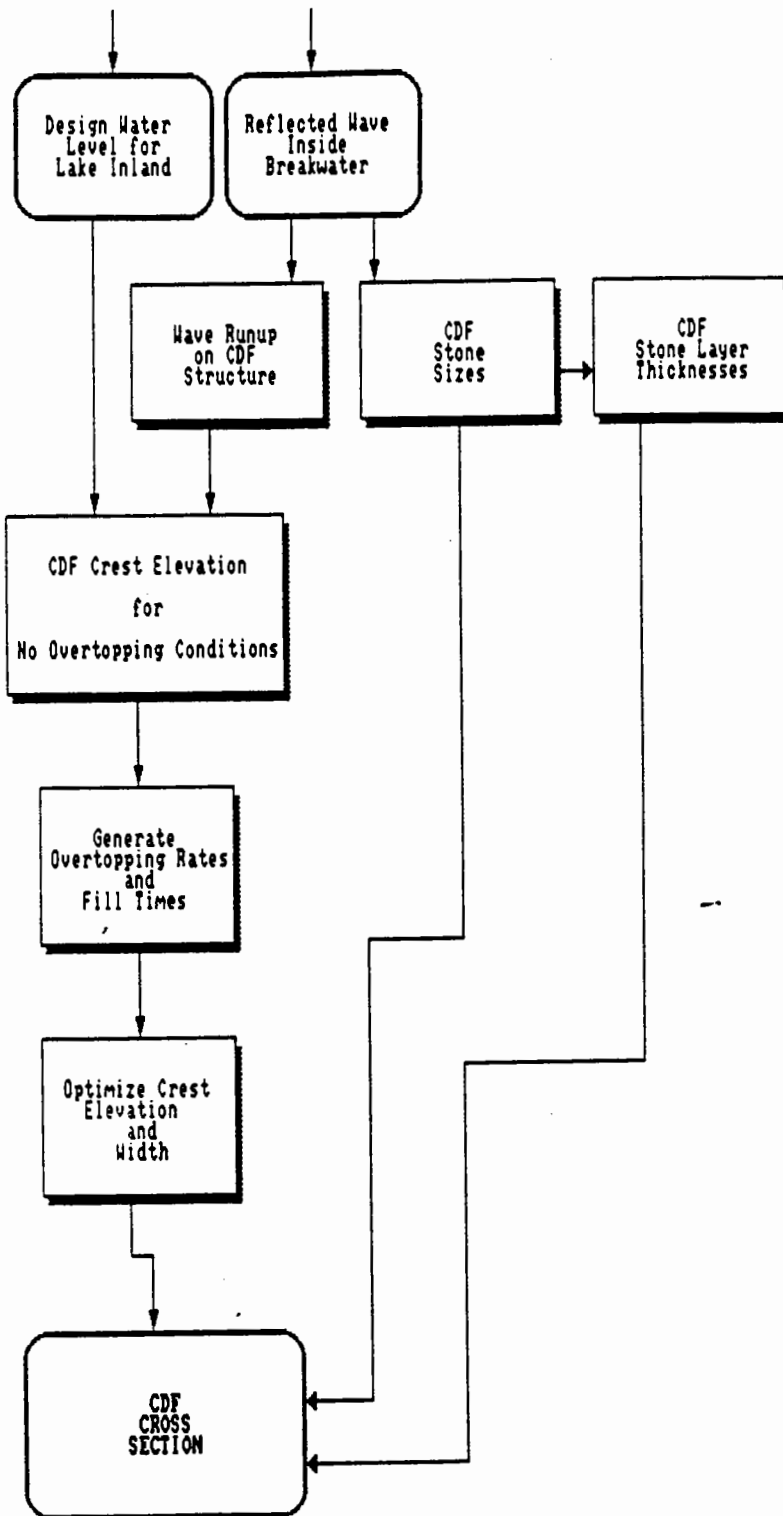 Design Water
Level for
Lake Inland
Reflected Wave
Inside
Breakwater
Wave Runup
on CDF
Structure
CDF
Stone
Sizes
CDF
Stone Layer
Thicknesses
CDF Crest Elevation
for
No Overtopping Conditions
Generate
Overtopping Rates
and
Fill Times
Optimize Crest
Elevation
and
Width
CDF
CROSS
SECTION